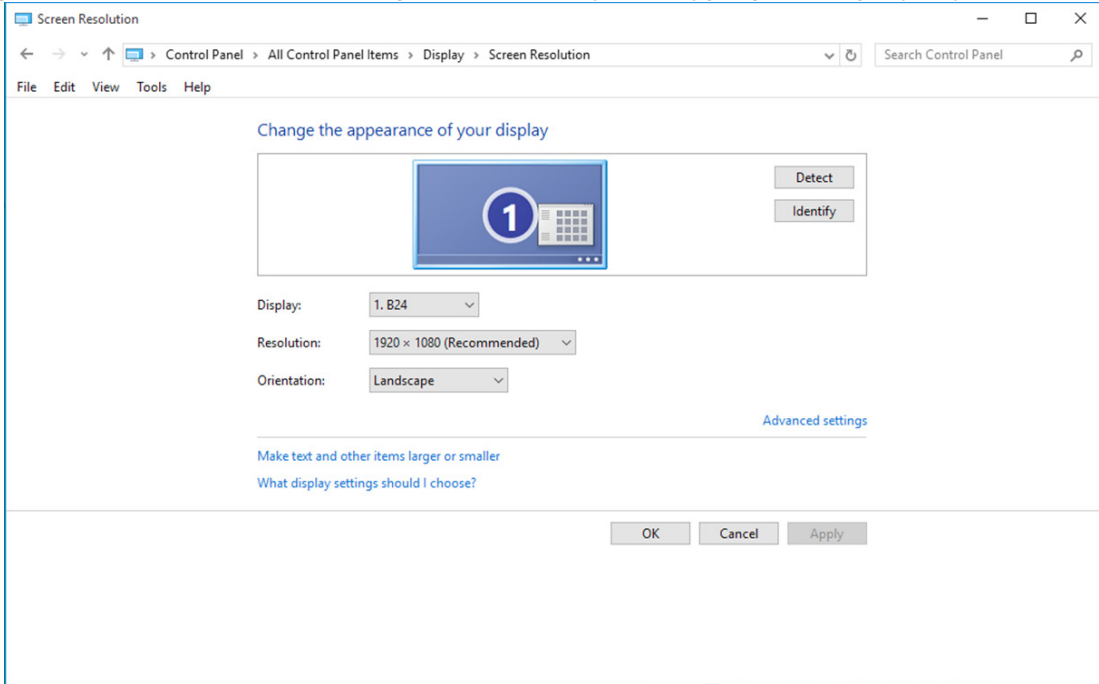 Screen Resolution
Control Panel > All Control Panel Items > Display > Screen Resolution
Search Control Panel
File Edit View Tools Help
Change the appearance of your display
1
Detect
Identify
Display: 1. B24
Resolution: 1920 × 1080 (Recommended)
Orientation: Landscape
Advanced settings
Make text and other items larger or smaller
What display settings should I choose?
OK Cancel Apply